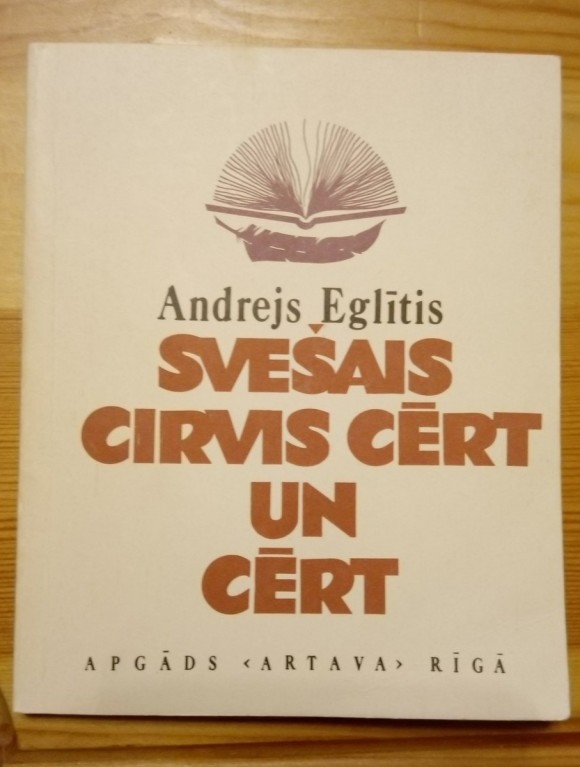 Andrejs Eglītis
SVEŠAIS
CIRVIS CĒRT
UN
CĒRT
APGĀDS ‹ARTAVA› RĪGĀ